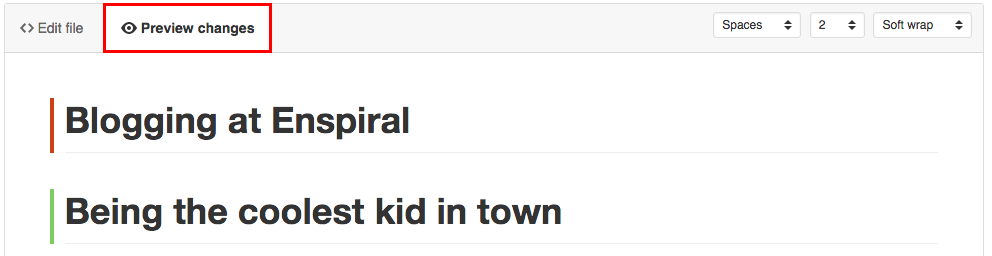 <> Edit file Preview changes Spaces 2 Soft wrap
Blogging at Enspiral
Being the coolest kid in town